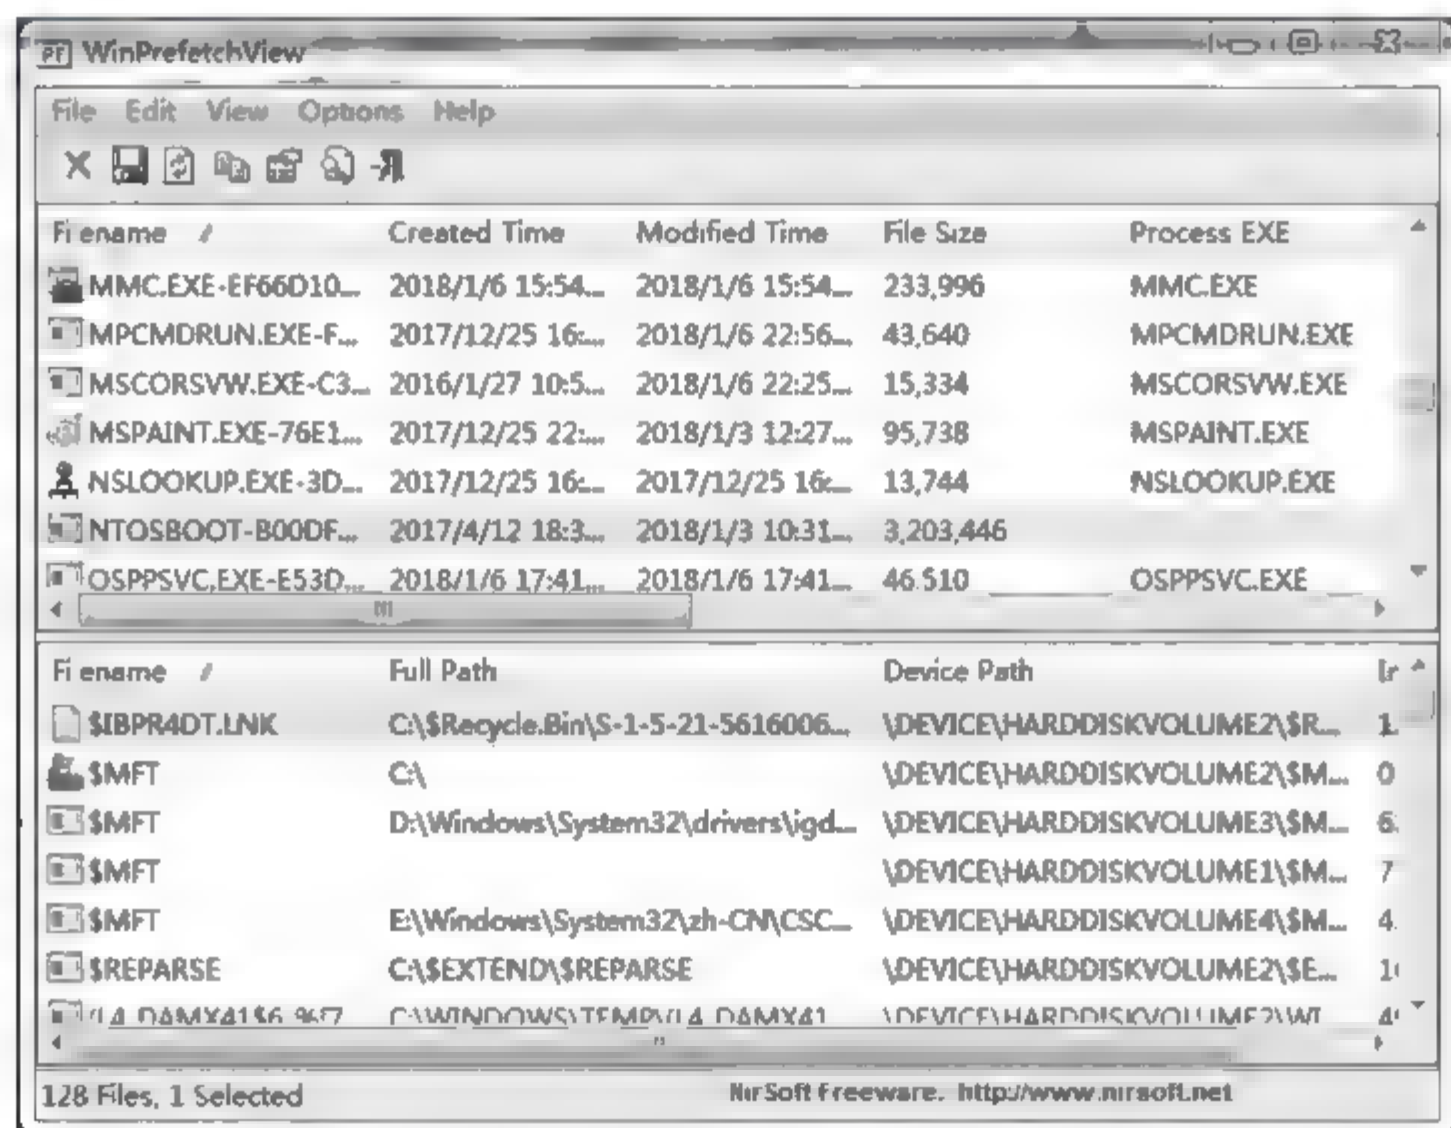 WinPrefetchView
File Edit View Options Help
Filename / Created Time Modified Time File Size Process EXE
MMC.EXE-EF66D10... 2018/1/6 15:54... 2018/1/6 15:54... 233,996 MMC.EXE
MPCMDRUN.EXE-F... 2017/12/25 16:... 2018/1/6 22:56... 43,640 MPCMDRUN.EXE
MSCORSVW.EXE-C3... 2016/1/27 10:5... 2018/1/6 22:25... 15,334 MSCORSVW.EXE
MSPAINT.EXE-76E1... 2017/12/25 22:... 2018/1/3 12:27... 95,738 MSPAINT.EXE
NSLOOKUP.EXE-3D... 2017/12/25 16:... 2017/12/25 16:... 13,744 NSLOOKUP.EXE
NTOSBOOT-B00DF... 2017/4/12 18:3... 2018/1/3 10:31... 3,203,446
OSPPSVC.EXE-E53D... 2018/1/6 17:41... 2018/1/6 17:41... 46,510 OSPPSVC.EXE
Filename / Full Path Device Path
$IBPR4DT.LNK C:\$Recycle.Bin\S-1-5-21-5616006... \DEVICE\HARDDISKVOLUME2\$R... 1.
$MFT C:\ \DEVICE\HARDDISKVOLUME2\$M... 0
$MFT D:\Windows\System32\drivers\igd... \DEVICE\HARDDISKVOLUME3\$M... 6
$MFT \DEVICE\HARDDISKVOLUME1\$M... 7
$MFT E:\Windows\System32\zh-CN\CSC... \DEVICE\HARDDISKVOLUME4\$M... 4
$REPARSE C:\$EXTEND\$REPARSE \DEVICE\HARDDISKVOLUME2\$E...
128 Files, 1 Selected NirSoft Freeware. http://www.nirsoft.net